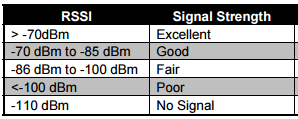 RSSI Signal Strength
> -70dBm Excellent
-70 dBm to -85 dBm Good
-86 dBm to -100 dBm Fair
<-100 dBm Poor
-110 dBm No Signal